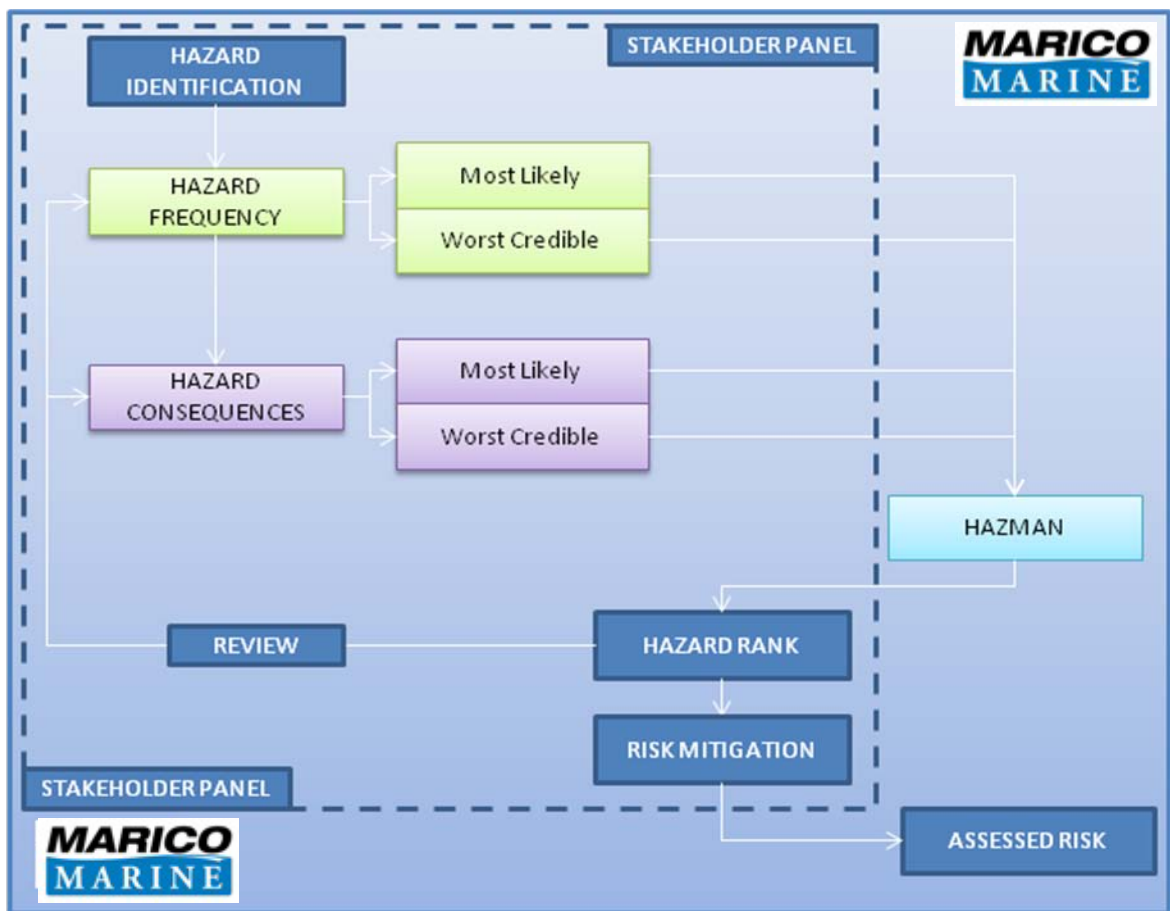 HAZARD
IDENTIFICATION
STAKEHOLDER PANEL
MARICO
MARINE
HAZARD
FREQUENCY
Most Likely
Worst Credible
HAZARD
CONSEQUENCES
Most Likely
Worst Credible
HAZMAN
REVIEW
HAZARD RANK
RISK MITIGATION
STAKEHOLDER PANEL
MARICO
MARINE
ASSESSED RISK